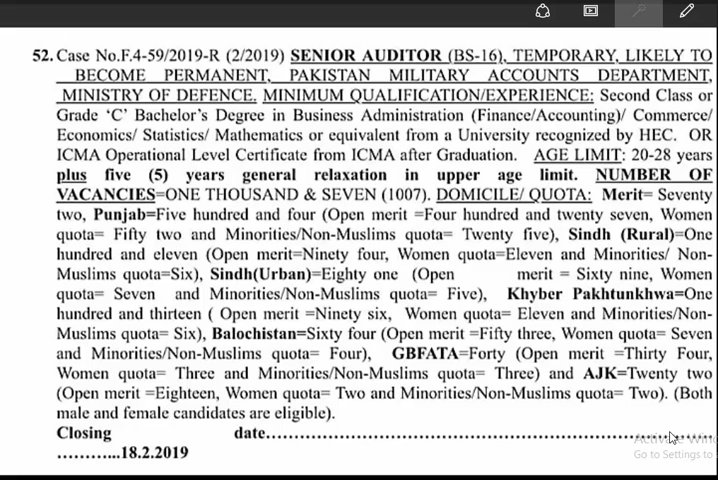 52. Case No.F.4-59/2019-R (2/2019) SENIOR AUDITOR (BS-16), TEMPORARY, LIKELY TO
BECOME PERMANENT, PAKISTAN MILITARY ACCOUNTS DEPARTMENT,
MINISTRY OF DEFENCE. MINIMUM QUALIFICATION/EXPERIENCE: Second Class or
Grade ‘C’ Bachelor’s Degree in Business Administration (Finance/Accounting)/ Commerce/
Economics/ Statistics/ Mathematics or equivalent from a University recognized by HEC. OR
ICMA Operational Level Certificate from ICMA after Graduation. AGE LIMIT: 20-28 years
plus five (5) years general relaxation in upper age limit. NUMBER OF
VACANCIES=ONE THOUSAND & SEVEN (1007). DOMICILE/ QUOTA: Merit= Seventy
two, Punjab=Five hundred and four (Open merit =Four hundred and twenty seven, Women
quota= Fifty two and Minorities/Non-Muslims quota= Twenty five), Sindh (Rural)=One
hundred and eleven (Open merit=Ninety four, Women quota=Eleven and Minorities/ Non-
Muslims quota=Six), Sindh(Urban)=Eighty one (Open merit = Sixty nine, Women
quota= Seven and Minorities/Non-Muslims quota= Five), Khyber Pakhtunkhwa=One
hundred and thirteen ( Open merit =Ninety six, Women quota= Eleven and Minorities/Non-
Muslims quota= Six), Balochistan=Sixty four (Open merit =Fifty three, Women quota= Seven
and Minorities/Non-Muslims quota= Four), GBFATA=Forty (Open merit =Thirty Four,
Women quota= Three and Minorities/Non-Muslims quota= Three) and AJK=Twenty two
(Open merit =Eighteen, Women quota= Two and Minorities/Non-Muslims quota= Two). (Both
male and female candidates are eligible).
Closing date……………………………………………………………………
………...18.2.2019
Go to Settings to